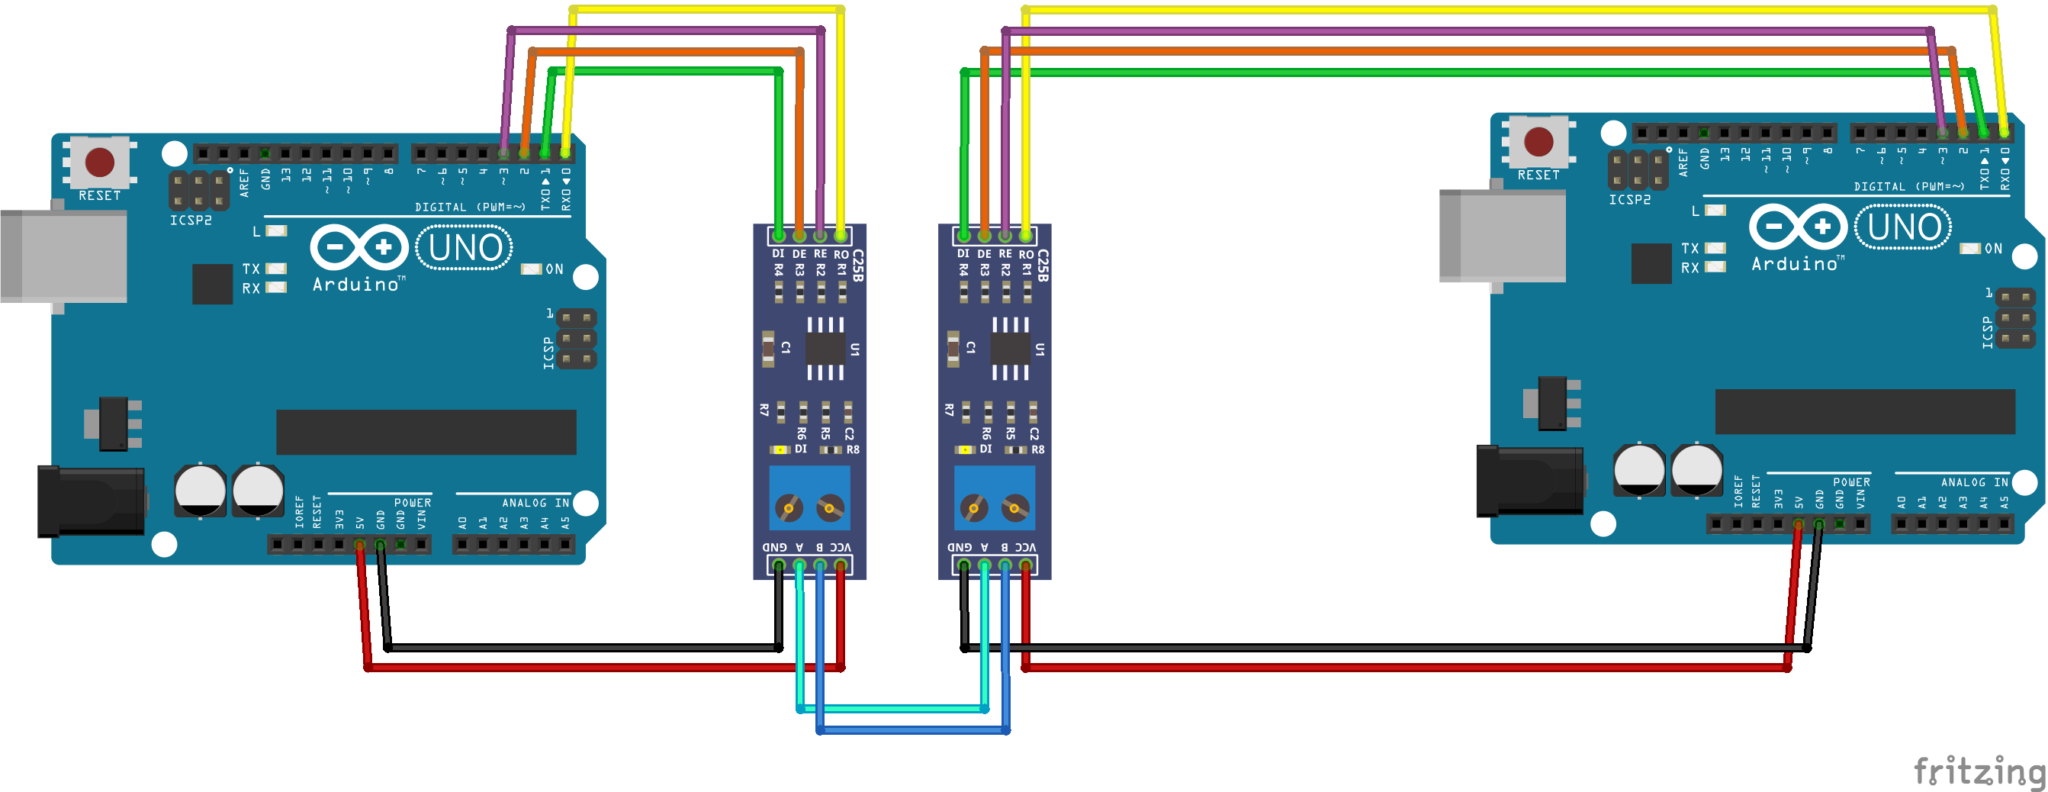 RESET
ICSP2
AREF
GND
13
12
~11
~10
~9
8
7
~6
~5
4
~3
2
TX0 ▶ 1
RX0 ◀ 0
DIGITAL (PWM=~)
L
TX
RX
Arduino™
UNO
ON
1
ICSP
IOREF
RESET
3V3
5V
GND
GND
VIN
POWER
A0
A1
A2
A3
A4
A5
ANALOG IN
DI DE RE RO
R4 R3 R2 R1
C25B
C1
U1
R7
R6
R5
C2
DI
R8
GND A B VCC
DI DE RE RO
R4 R3 R2 R1
C25B
C1
U1
R7
R6
R5
C2
DI
R8
GND A B VCC
RESET
ICSP2
AREF
GND
13
12
~11
~10
~9
8
7
~6
~5
4
~3
2
TX0 ▶ 1
RX0 ◀ 0
DIGITAL (PWM=~)
L
TX
RX
Arduino™
UNO
ON
1
ICSP
IOREF
RESET
3V3
5V
GND
GND
VIN
POWER
A0
A1
A2
A3
A4
A5
ANALOG IN
fritzing